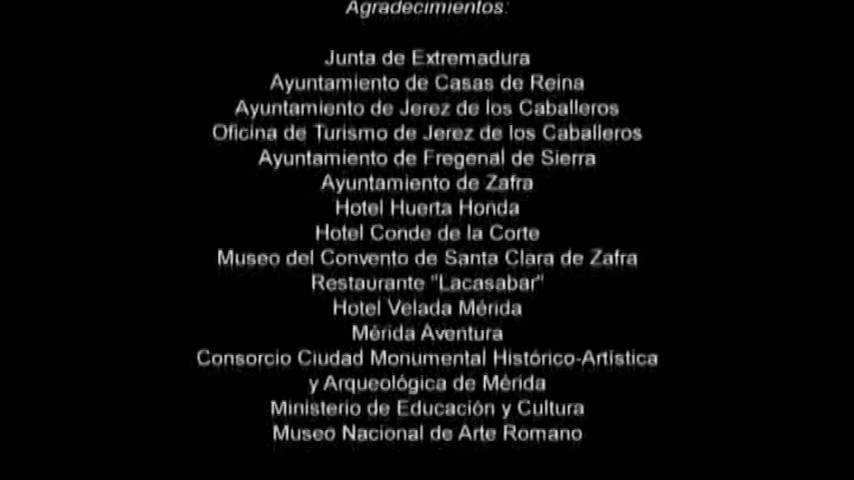 Agradecimientos:
Junta de Extremadura
Ayuntamiento de Casas de Reina
Ayuntamiento de Jerez de los Caballeros
Oficina de Turismo de Jerez de los Caballeros
Ayuntamiento de Fregenal de Sierra
Ayuntamiento de Zafra
Hotel Huerta Honda
Hotel Conde de la Corte
Museo del Convento de Santa Clara de Zafra
Restaurante "Lacasabar"
Hotel Velada Mérida
Mérida Aventura
Consorcio Ciudad Monumental Histórico-Artística
y Arqueológica de Mérida
Ministerio de Educación y Cultura
Museo Nacional de Arte Romano